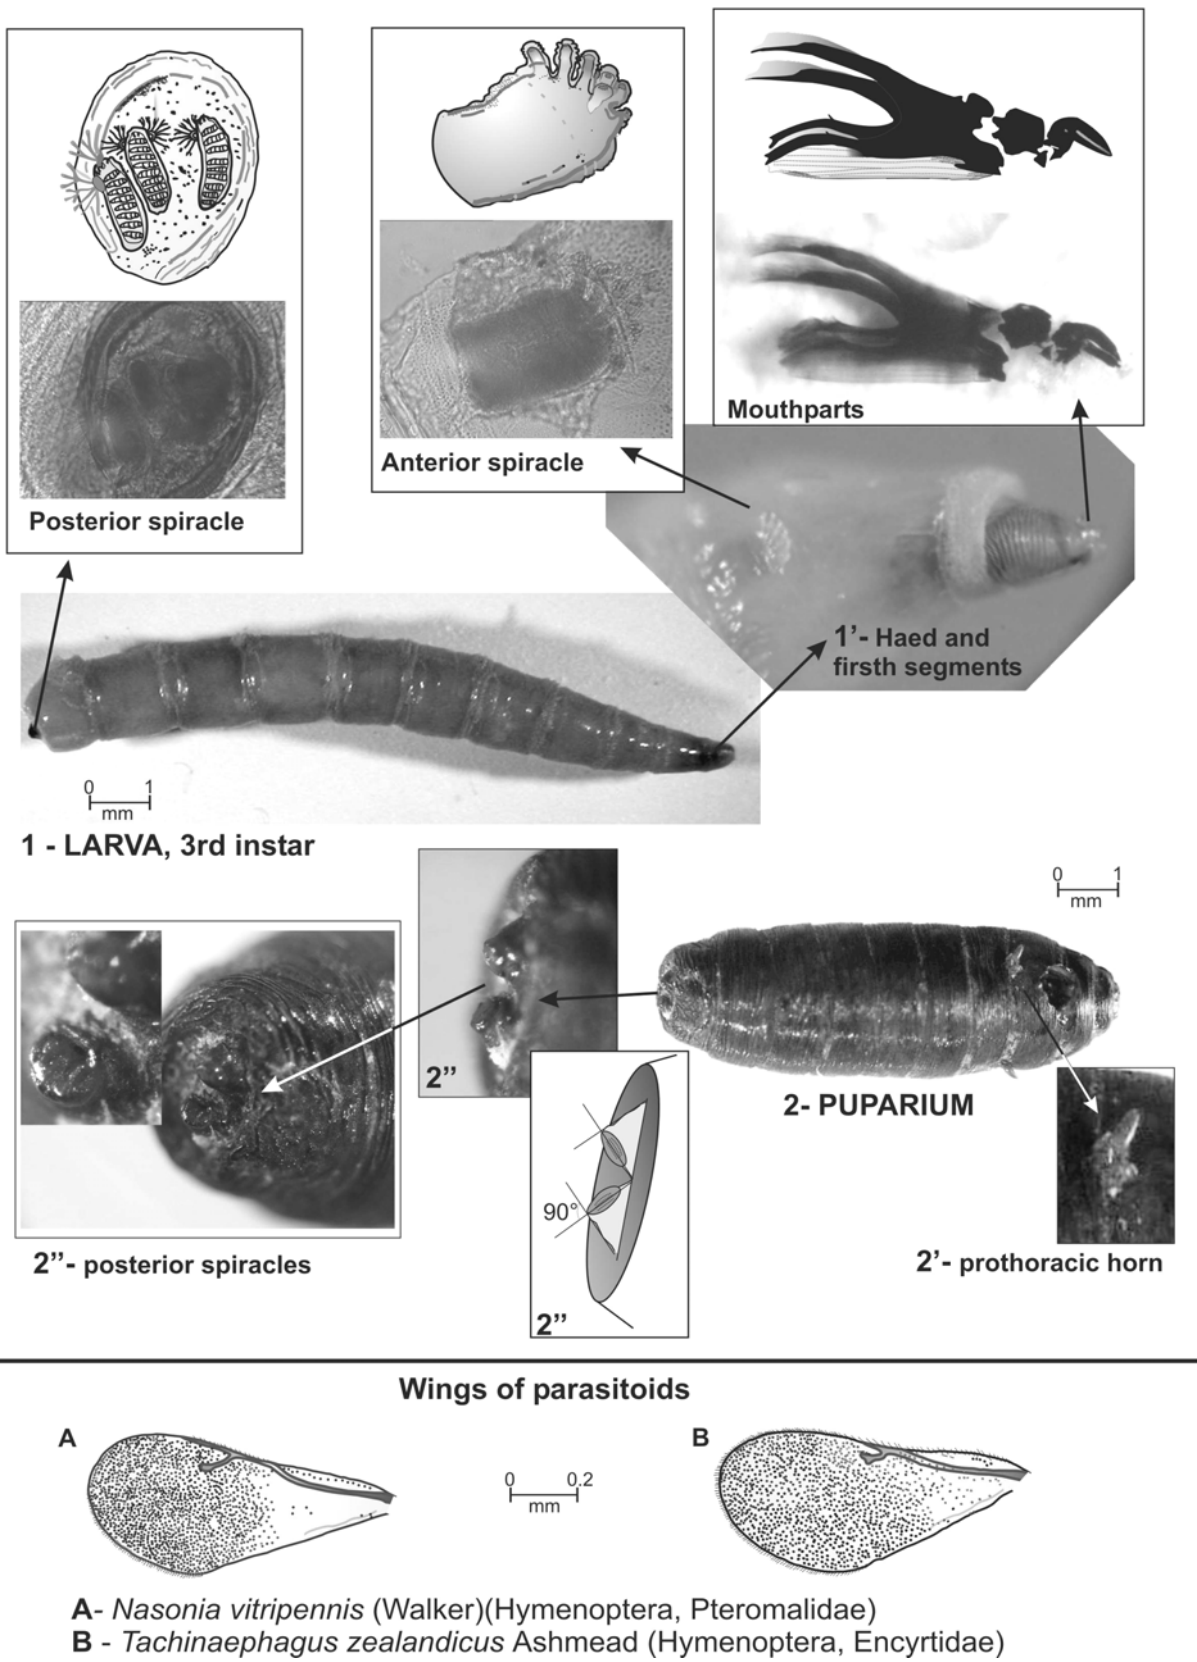 Posterior spiracle
Anterior spiracle
Mouthparts
1’- Haed and
firsth segments
0 1
mm
1 - LARVA, 3rd instar
0 1
mm
2”
2- PUPARIUM
90°
2”
2”- posterior spiracles
2’- prothoracic horn
Wings of parasitoids
A
B
0 0.2
mm
A- Nasonia vitripennis (Walker)(Hymenoptera, Pteromalidae)
B - Tachinaephagus zealandicus Ashmead (Hymenoptera, Encyrtidae)